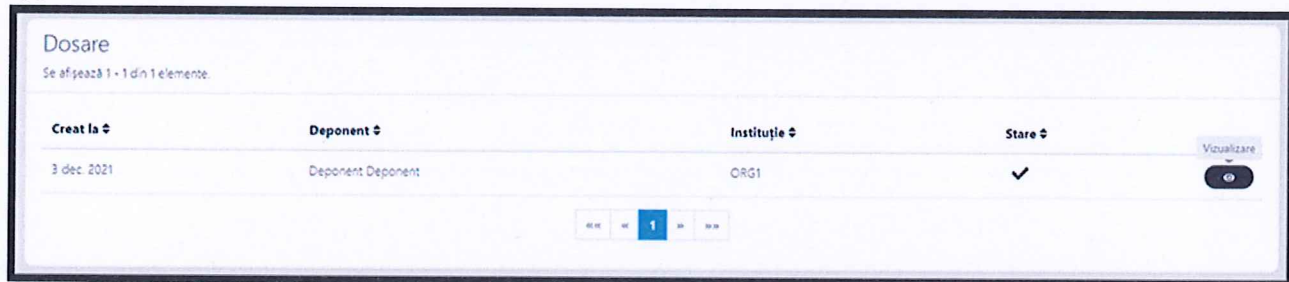 Dosare
Se afișează 1 - 1 din 1 elemente.
Creat la Deponent Instituție Stare
Vizualizare
3 dec. 2021 Deponent Deponent ORG1 ✓
«« « 1 » »»